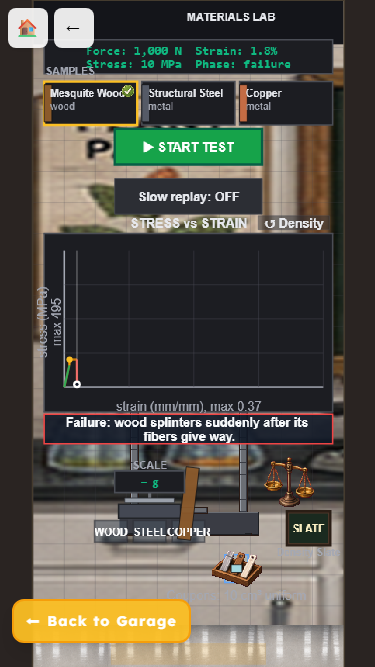 MATERIALS LAB
Force: 1,000 N Strain: 1.8%
Stress: 10 MPa Phase: failure
SAMPLES
Mesquite Wood
wood
Structural Steel
metal
Copper
metal
▶ START TEST
Slow replay: OFF
STRESS vs STRAIN
↺ Density
stress (MPa)
max 495
strain (mm/mm), max 0.37
Failure: wood splinters suddenly after its
fibers give way.
SCALE
- g
WOOD STEEL COPPER
SLATE
← Back to Garage